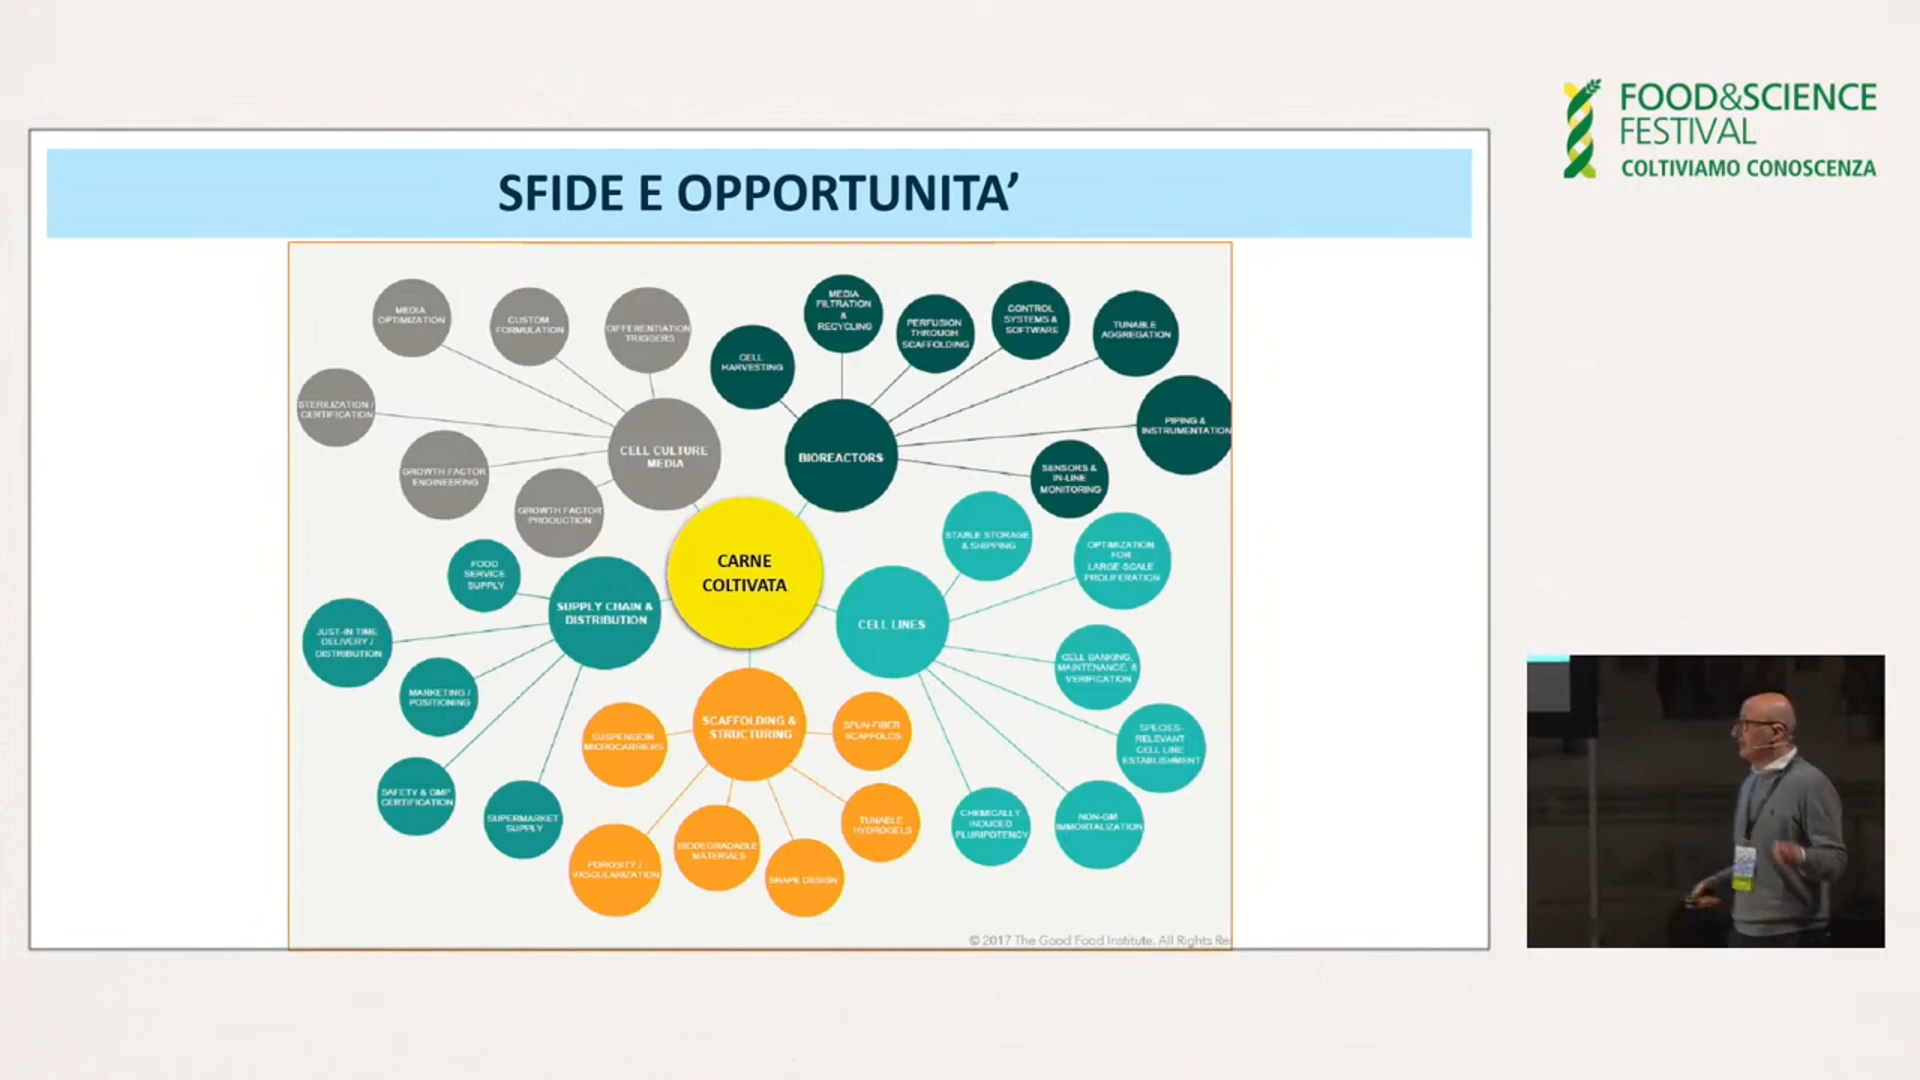 FOOD&SCIENCE
FESTIVAL
COLTIVIAMO CONOSCENZA
SFIDE E OPPORTUNITA’
MEDIA
OPTIMIZATION
CUSTOM
FORMULATION
DIFFERENTIATION
TRIGGERS
STERILIZATION /
CERTIFICATION
GROWTH FACTOR
ENGINEERING
GROWTH FACTOR
PRODUCTION
CELL CULTURE
MEDIA
CELL
HARVESTING
MEDIA
FILTRATION
&
RECYCLING
PERFUSION
THROUGH
SCAFFOLDING
CONTROL
SYSTEMS &
SOFTWARE
TUNABLE
AGGREGATION
PIPING &
INSTRUMENTATION
SENSORS &
IN-LINE
MONITORING
BIOREACTORS
CARNE
COLTIVATA
FOOD
SERVICE
SUPPLY
JUST-IN TIME
DELIVERY /
DISTRIBUTION
MARKETING /
POSITIONING
SAFETY & GMP
CERTIFICATION
SUPERMARKET
SUPPLY
SUPPLY CHAIN &
DISTRIBUTION
STABLE STORAGE
& SHIPPING
OPTIMIZATION
FOR
LARGE-SCALE
PROLIFERATION
CELL BANKING,
MAINTENANCE, &
VERIFICATION
SPECIES-
RELEVANT
CELL LINE
ESTABLISHMENT
NON-GM
IMMORTALIZATION
CHEMICALLY
INDUCED
PLURIPOTENCY
CELL LINES
SCAFFOLDING &
STRUCTURING
SUSPENSION
MICROCARRIERS
SPUN-FIBER
SCAFFOLDS
POROSITY /
VASCULARIZATION
BIODEGRADABLE
MATERIALS
SHAPE DESIGN
TUNABLE
HYDROGELS
© 2017 The Good Food Institute. All Rights Re